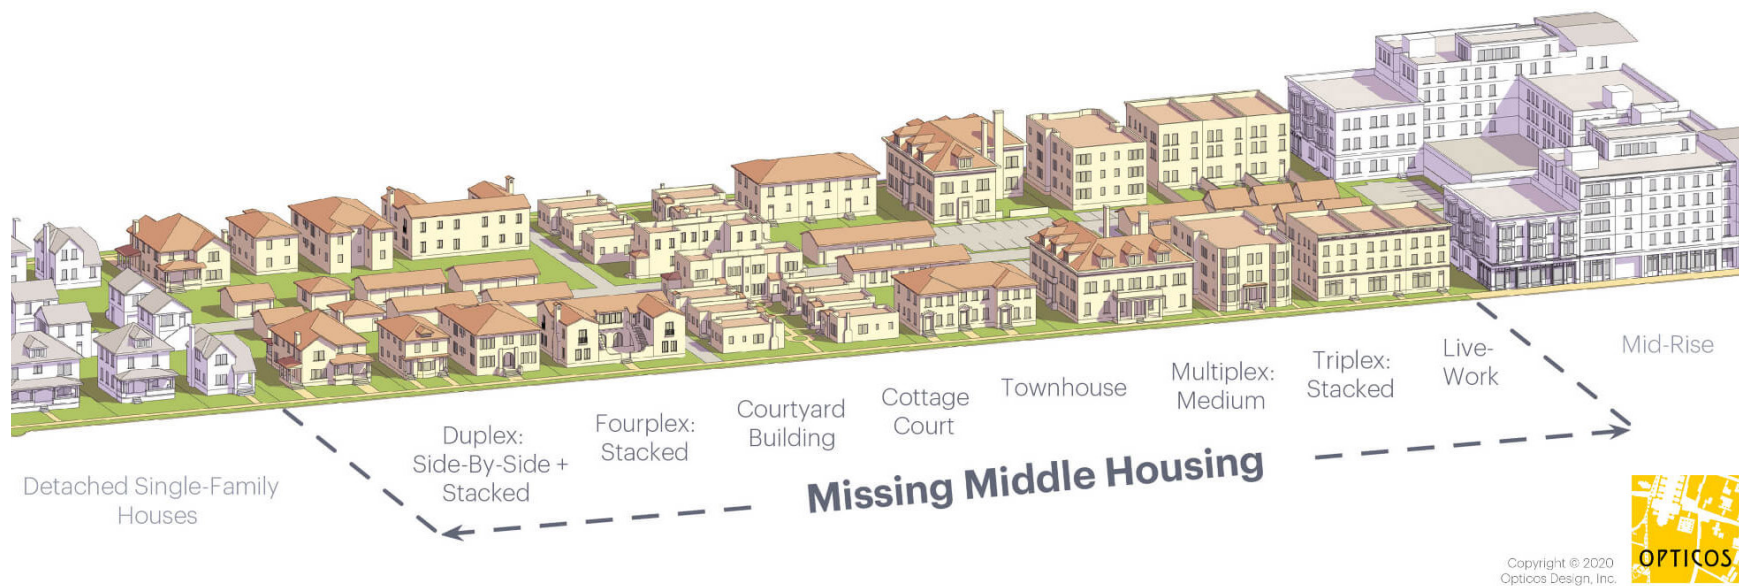 Detached Single-Family
Houses
Duplex:
Side-By-Side +
Stacked
Fourplex:
Stacked
Courtyard
Building
Cottage
Court
Townhouse
Multiplex:
Medium
Triplex:
Stacked
Live-
Work
Mid-Rise
Missing Middle Housing
Copyright © 2020
Opticos Design, Inc.
OPTICOS